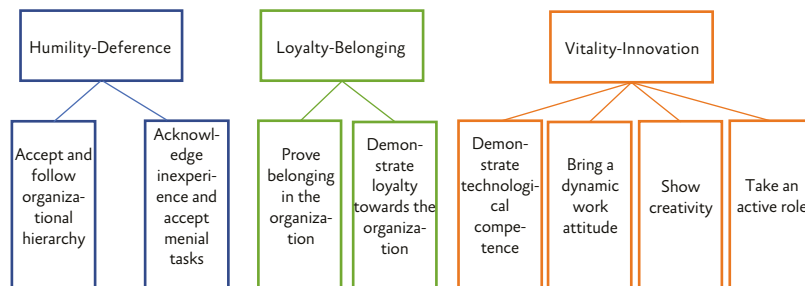 Humility-Deference
Loyalty-Belonging
Vitality-Innovation
Accept and
follow
organiza-
tional
hierarchy
Acknowl-
edge
inexperi-
ence and
accept
menial
tasks
Prove
belonging
in the
organiza-
tion
Demon-
strate
loyalty
towards the
organiza-
tion
Demon-
strate
technologi-
cal
compe-
tence
Bring a
dynamic
work
attitude
Show
creativity
Take an
active role